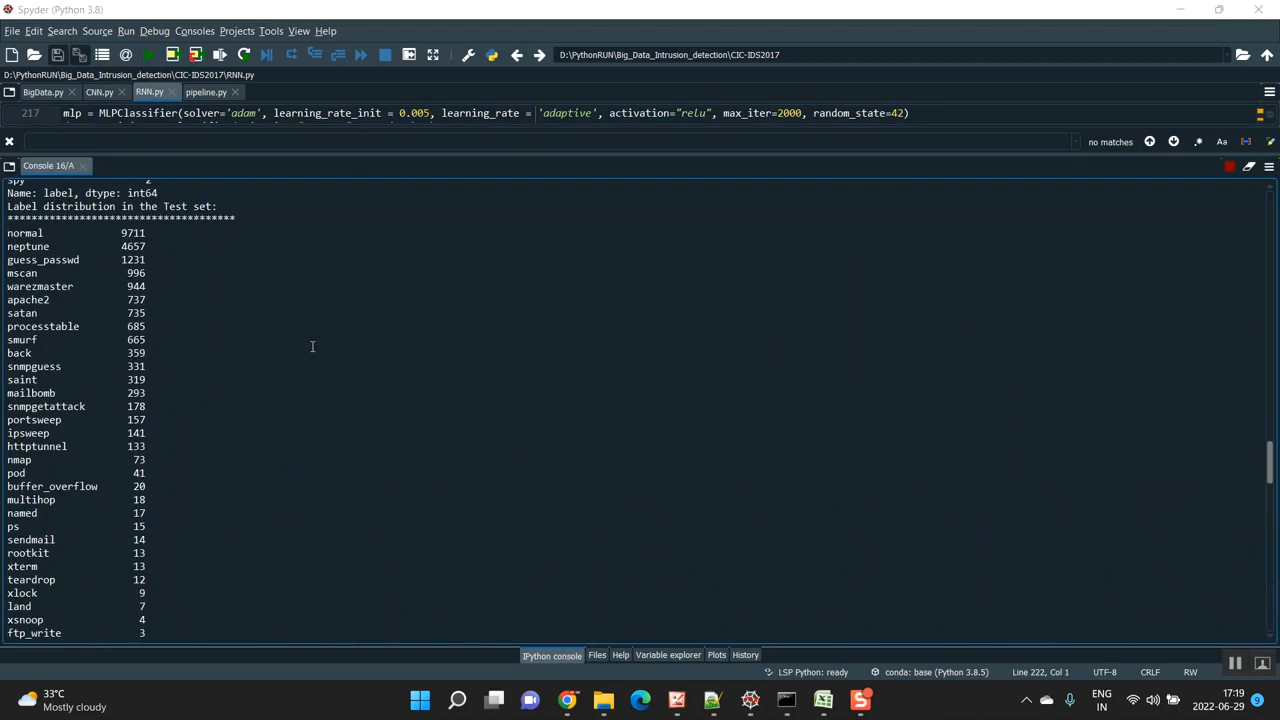 Spyder (Python 3.8)
File Edit Search Source Run Debug Consoles Projects Tools View Help
D:\PythonRUN\Big_Data_Intrusion_detection\CIC-IDS2017
D:\PythonRUN\Big_Data_Intrusion_detection\CIC-IDS2017\RNN.py
BigData.py CNN.py RNN.py pipeline.py
217 mlp = MLPClassifier(solver='adam', learning_rate_init = 0.005, learning_rate = 'adaptive', activation="relu", max_iter=2000, random_state=42)
no matches
Console 16/A
spy 2
Name: label, dtype: int64
Label distribution in the Test set:
***************************************
normal 9711
neptune 4657
guess_passwd 1231
mscan 996
warezmaster 944
apache2 737
satan 735
processtable 685
smurf 665
back 359
snmpguess 331
saint 319
mailbomb 293
snmpgetattack 178
portsweep 157
ipsweep 141
httptunnel 133
nmap 73
pod 41
buffer_overflow 20
multihop 18
named 17
ps 15
sendmail 14
rootkit 13
xterm 13
teardrop 12
xlock 9
land 7
xsnoop 4
ftp_write 3
IPython console Files Help Variable explorer Plots History
LSP Python: ready conda: base (Python 3.8.5) Line 222, Col 1 UTF-8 CRLF RW
33°C
Mostly cloudy
ENG
IN
17:19
2022-06-29
9